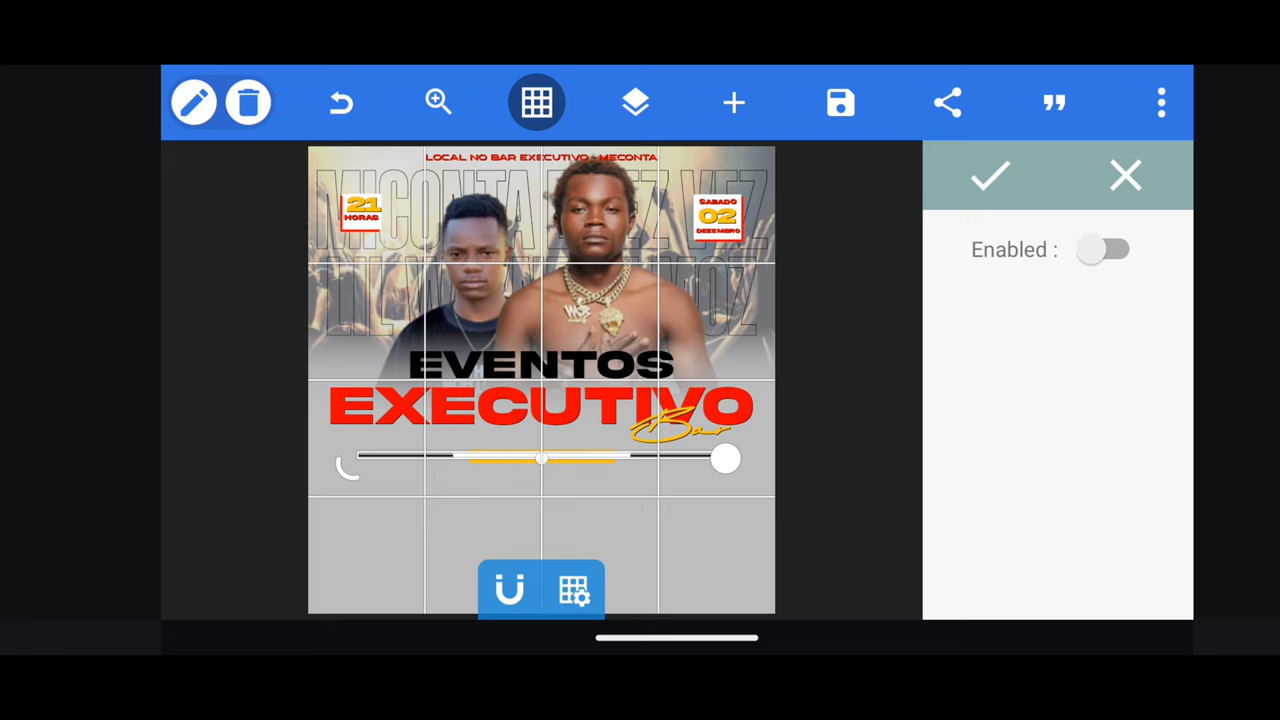 LOCAL NO BAR EXECUTIVO - MECONTA
21
HORAS
SABADO
02
DEZEMBRO
EVENTOS
EXECUTIVO
Bar
Enabled :